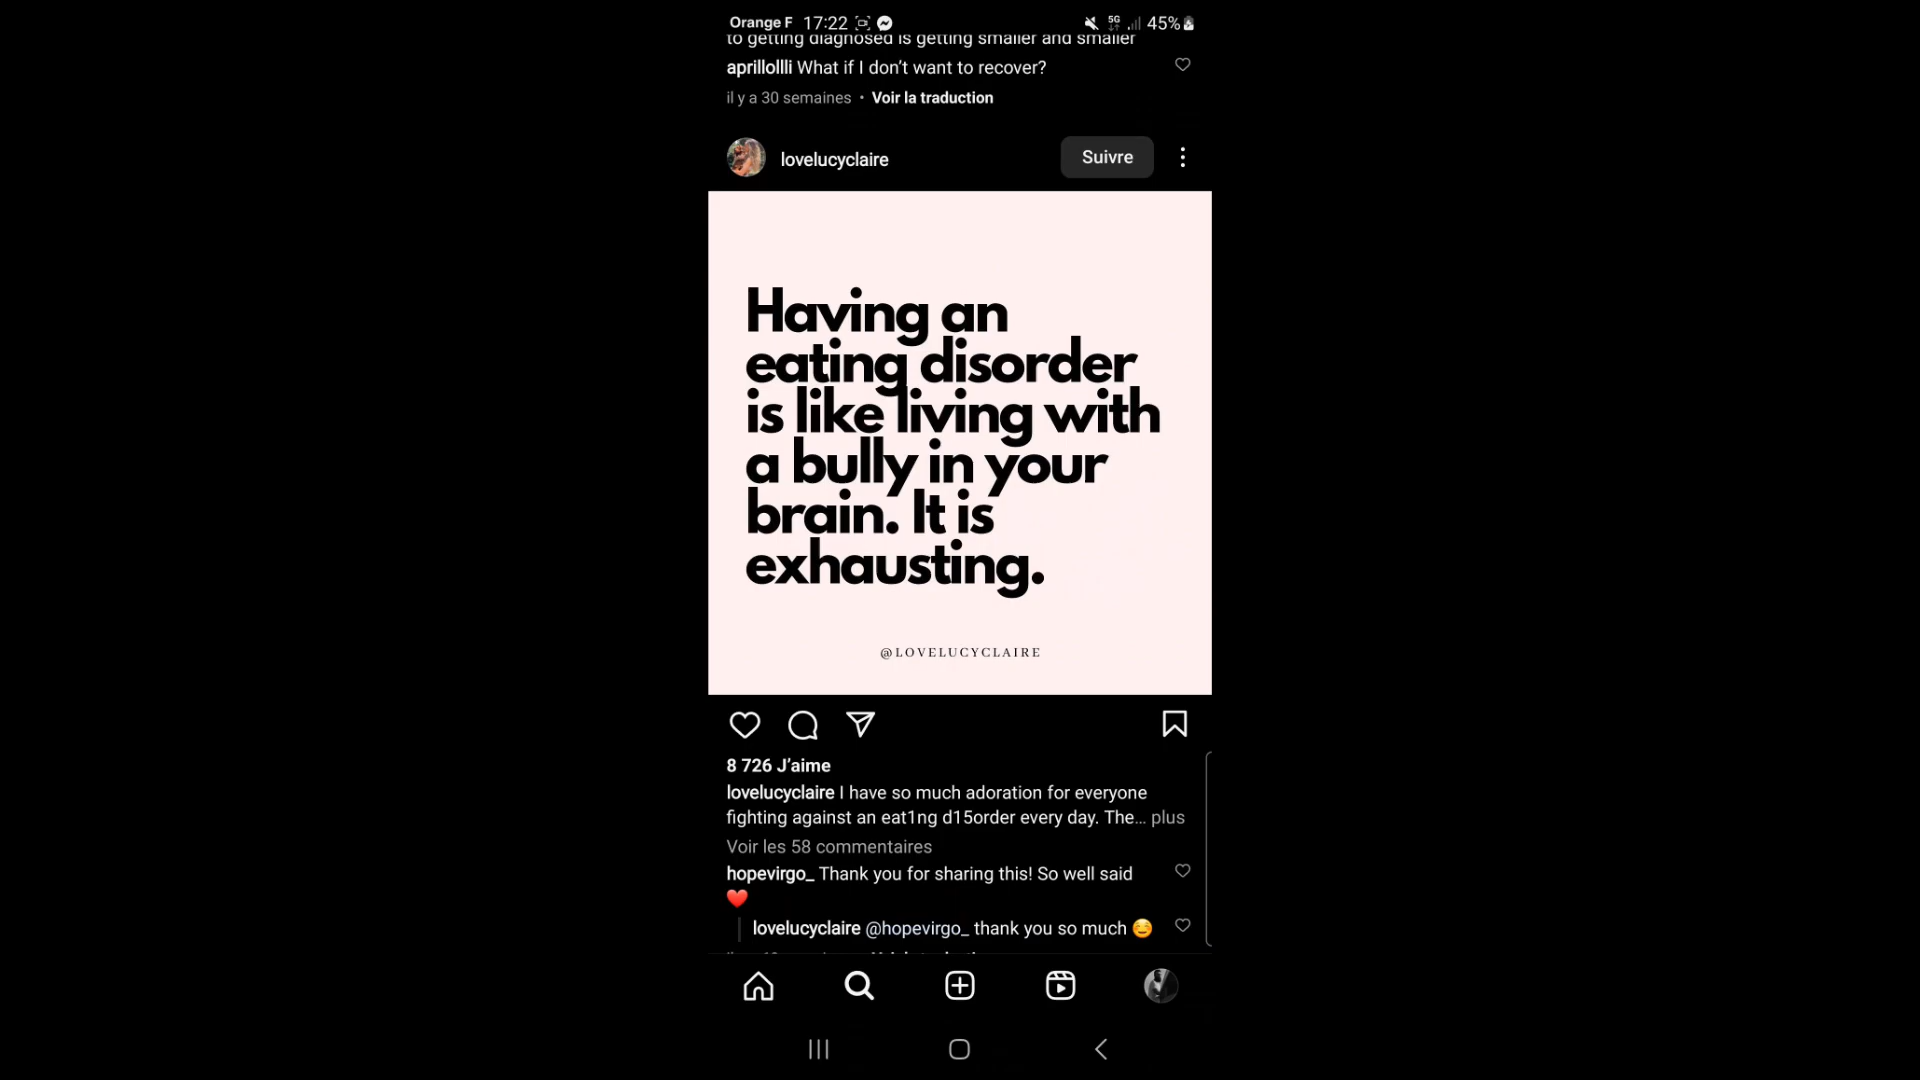 Orange F 17:22 5G 45%
to getting diagnosed is getting smaller and smaller
aprillollli What if I don’t want to recover?
il y a 30 semaines • Voir la traduction
lovelucyclaire Suivre
Having an
eating disorder
is like living with
a bully in your
brain. It is
exhausting.
@LOVELUCYCLAIRE
8 726 J’aime
lovelucyclaire I have so much adoration for everyone
fighting against an eat1ng d15order every day. The... plus
Voir les 58 commentaires
hopevirgo_ Thank you for sharing this! So well said
❤️
lovelucyclaire @hopevirgo_ thank you so much ☺️